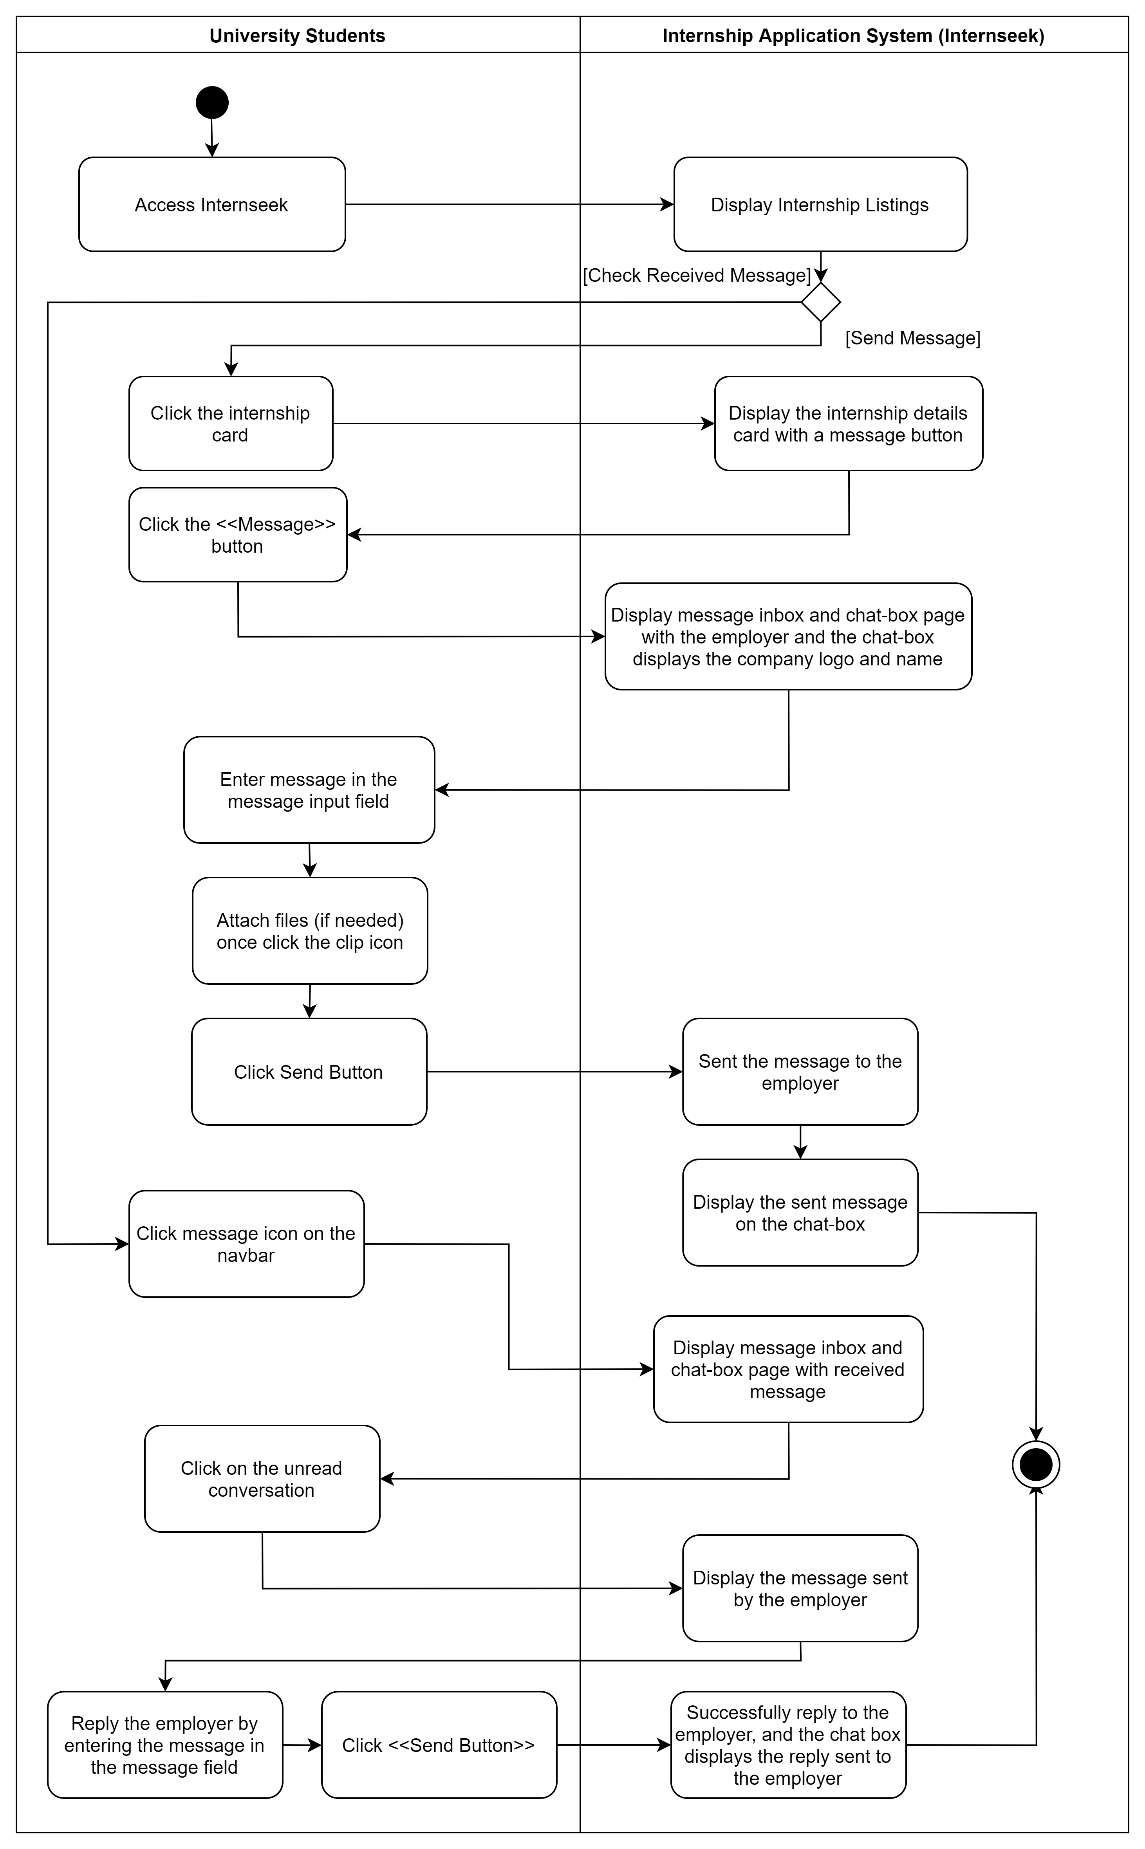 University Students
Internship Application System (Internseek)
Access Internseek
Display Internship Listings
[Check Received Message]
[Send Message]
Click the internship
card
Display the internship details
card with a message button
Click the <<Message>>
button
Display message inbox and chat-box page
with the employer and the chat-box
displays the company logo and name
Enter message in the
message input field
Attach files (if needed)
once click the clip icon
Click Send Button
Sent the message to the
employer
Display the sent message
on the chat-box
Click message icon on the
navbar
Display message inbox and
chat-box page with received
message
Click on the unread
conversation
Display the message sent
by the employer
Reply the employer by
entering the message in
the message field
Click <<Send Button>>
Successfully reply to the
employer, and the chat box
displays the reply sent to
the employer